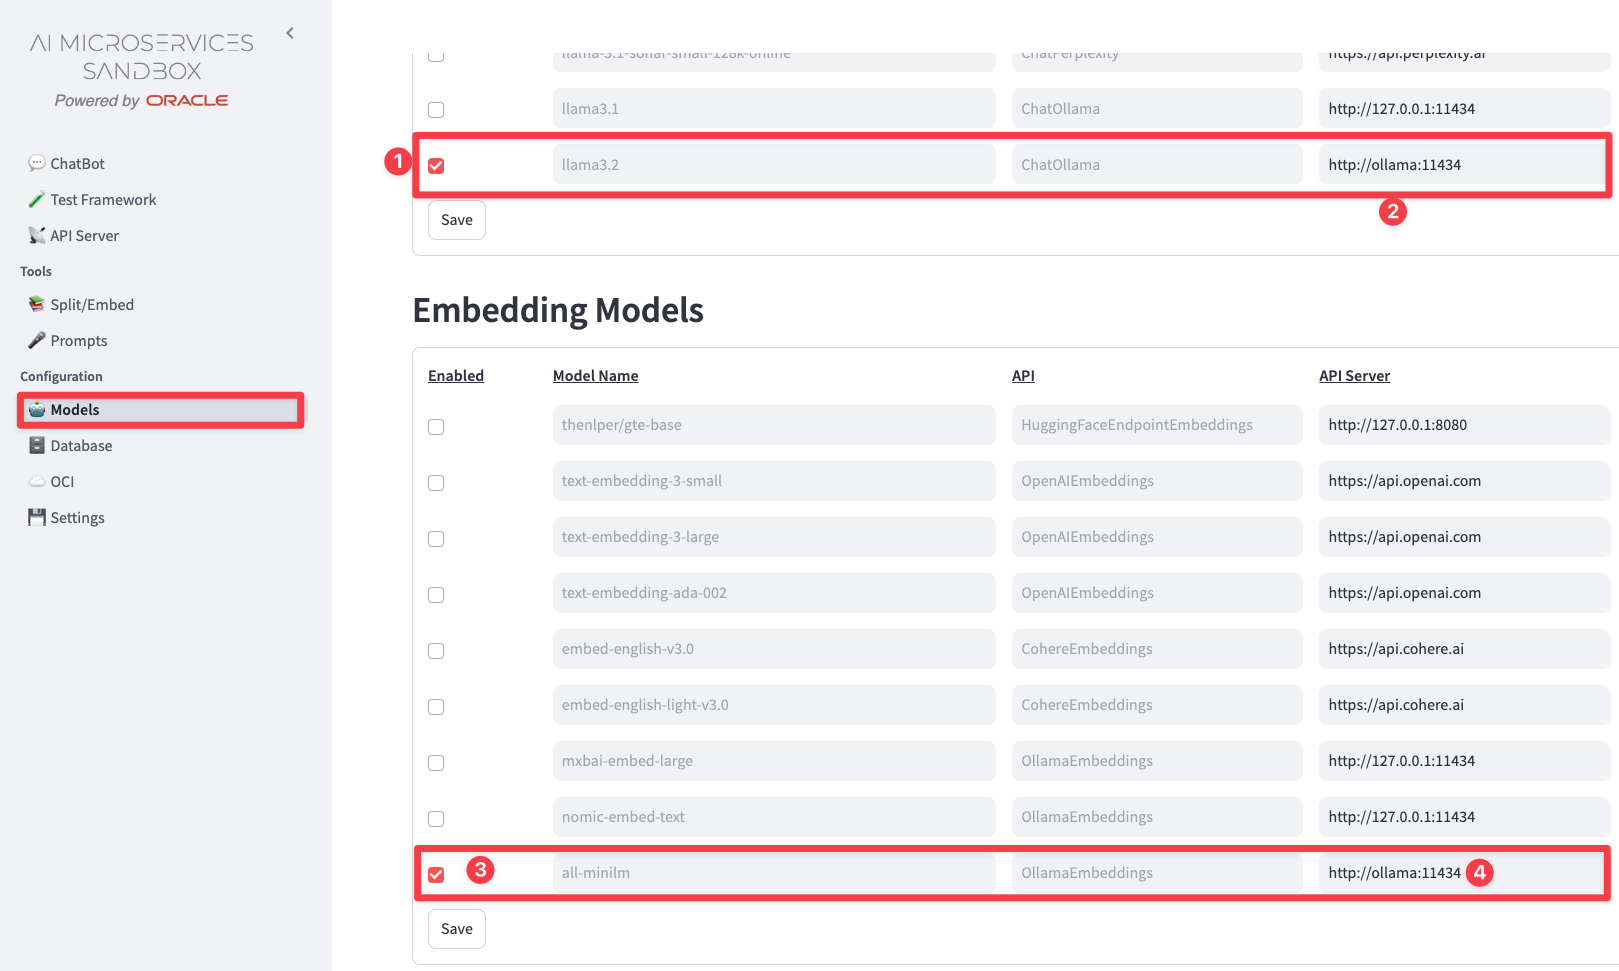 AI MICROSERVICES
SANDBOX
Powered by ORACLE
ChatBot
Test Framework
API Server
Tools
Split/Embed
Prompts
Configuration
Models
Database
OCI
Settings
llama-3.1-sonar-small-128k-online ChatPerplexity https://api.perplexity.ai
llama3.1 ChatOllama http://127.0.0.1:11434
1 llama3.2 ChatOllama http://ollama:11434
2
Save
Embedding Models
Enabled Model Name API API Server
thenlper/gte-base HuggingFaceEndpointEmbeddings http://127.0.0.1:8080
text-embedding-3-small OpenAIEmbeddings https://api.openai.com
text-embedding-3-large OpenAIEmbeddings https://api.openai.com
text-embedding-ada-002 OpenAIEmbeddings https://api.openai.com
embed-english-v3.0 CohereEmbeddings https://api.cohere.ai
embed-english-light-v3.0 CohereEmbeddings https://api.cohere.ai
mxbai-embed-large OllamaEmbeddings http://127.0.0.1:11434
nomic-embed-text OllamaEmbeddings http://127.0.0.1:11434
3 all-minilm OllamaEmbeddings http://ollama:11434 4
Save